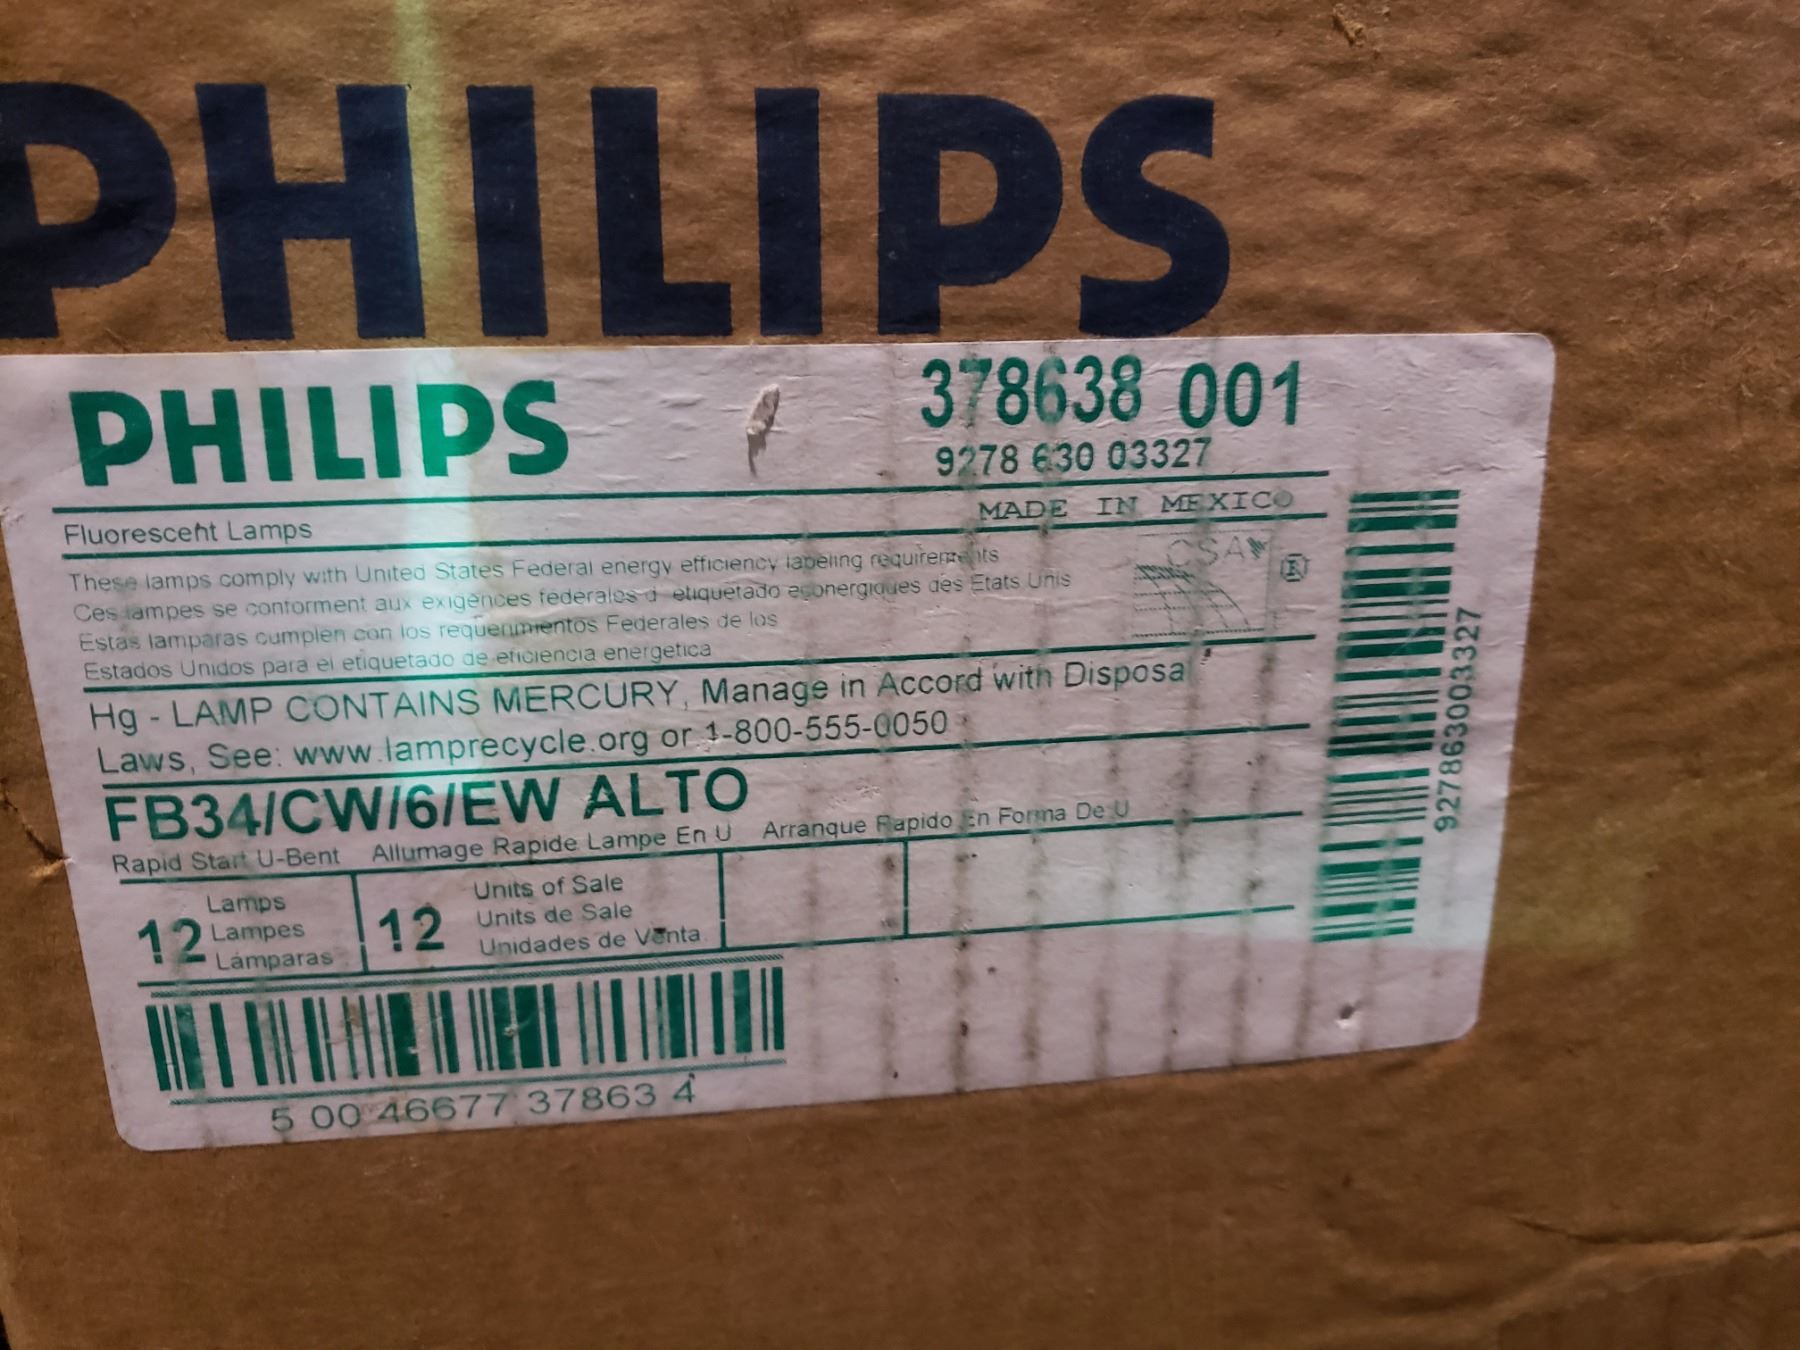 PHILIPS
PHILIPS
378638 001
9278 630 03327
MADE IN MEXICO
Fluorescent Lamps
These lamps comply with United States Federal energy efficiency labeling requirements
Ces lampes se conforment aux exigences federales d etiquetado econergiques des Etats Unis
Estas lamparas cumplen con los requerimientos Federales de los
Estados Unidos para el etiquetado de eficiencia energetica
CSA ®
Hg - LAMP CONTAINS MERCURY, Manage in Accord with Disposal
Laws, See: www.lamprecycle.org or 1-800-555-0050
FB34/CW/6/EW ALTO
Rapid Start U-Bent Allumage Rapide Lampe En U Arranque Rapido En Forma De U
12 Lamps Lampes Lámparas
12 Units of Sale Units de Sale Unidades de Venta
5 00 46677 37863 4
927863003327